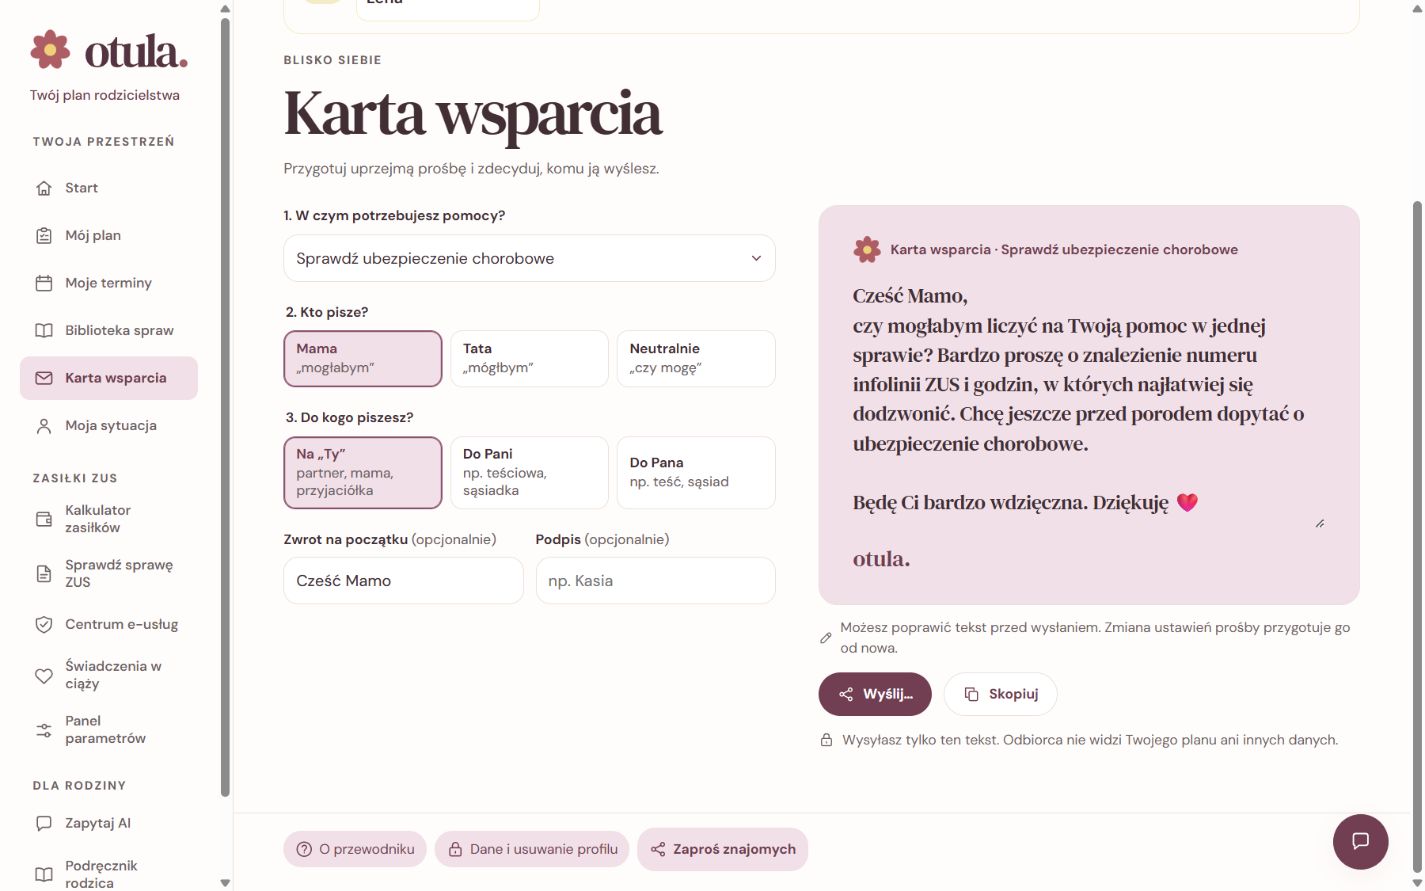 otula.
Twój plan rodzicielstwa
TWOJA PRZESTRZEŃ
Start
Mój plan
Moje terminy
Biblioteka spraw
Karta wsparcia
Moja sytuacja
ZASIŁKI ZUS
Kalkulator
zasiłków
Sprawdź sprawę
ZUS
Centrum e-usług
Świadczenia w
ciąży
Panel
parametrów
DLA RODZINY
Zapytaj AI
Podręcznik
rodzica
BLISKO SIEBIE
Karta wsparcia
Przygotuj uprzejmą prośbę i zdecyduj, komu ją wyślesz.
1. W czym potrzebujesz pomocy?
Sprawdź ubezpieczenie chorobowe
2. Kto pisze?
Mama
„mogłabym”
Tata
„mógłbym”
Neutralnie
„czy mogę”
3. Do kogo piszesz?
Na „Ty”
partner, mama,
przyjaciółka
Do Pani
np. teściowa,
sąsiadka
Do Pana
np. teść, sąsiad
Zwrot na początku (opcjonalnie)
Cześć Mamo
Podpis (opcjonalnie)
np. Kasia
Karta wsparcia · Sprawdź ubezpieczenie chorobowe
Cześć Mamo,
czy mogłabym liczyć na Twoją pomoc w jednej
sprawie? Bardzo proszę o znalezienie numeru
infolinii ZUS i godzin, w których najłatwiej się
dodzwonić. Chcę jeszcze przed porodem dopytać o
ubezpieczenie chorobowe.
Będę Ci bardzo wdzięczna. Dziękuję 💗
otula.
Możesz poprawić tekst przed wysłaniem. Zmiana ustawień prośby przygotuje go
od nowa.
Wyślij...
Skopiuj
Wysyłasz tylko ten tekst. Odbiorca nie widzi Twojego planu ani innych danych.
O przewodniku
Dane i usuwanie profilu
Zaproś znajomych